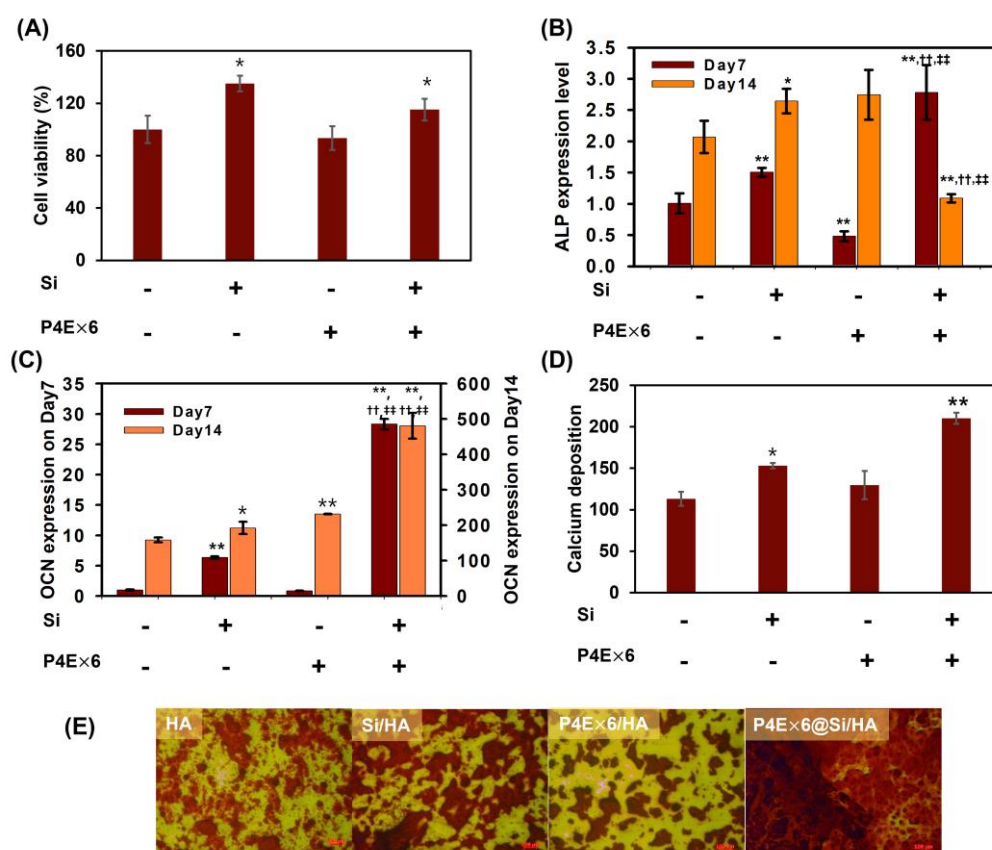 (A)
160
*
*
120
80
40
0
Cell viability (%)
Si - + - +
P4E×6 - - + +
(B)
3.5
Day7
Day14
3.0
2.5
2.0
1.5
1.0
0.5
0.0
ALP expression level
**
*
**
**,††,‡‡
**,††,‡‡
Si - + - +
P4E×6 - - + +
(C)
35
30
25
20
15
10
5
0
OCN expression on Day7
Day7
Day14
**
*
**
**, **,
††,‡‡ ††,‡‡
600
500
400
300
200
100
0
OCN expression on Day14
Si - + - +
P4E×6 - - + +
(D)
250
200
150
100
50
0
Calcium deposition
*
**
Si - + - +
P4E×6 - - + +
(E)
HA
Si/HA
P4E×6/HA
P4E×6@Si/HA